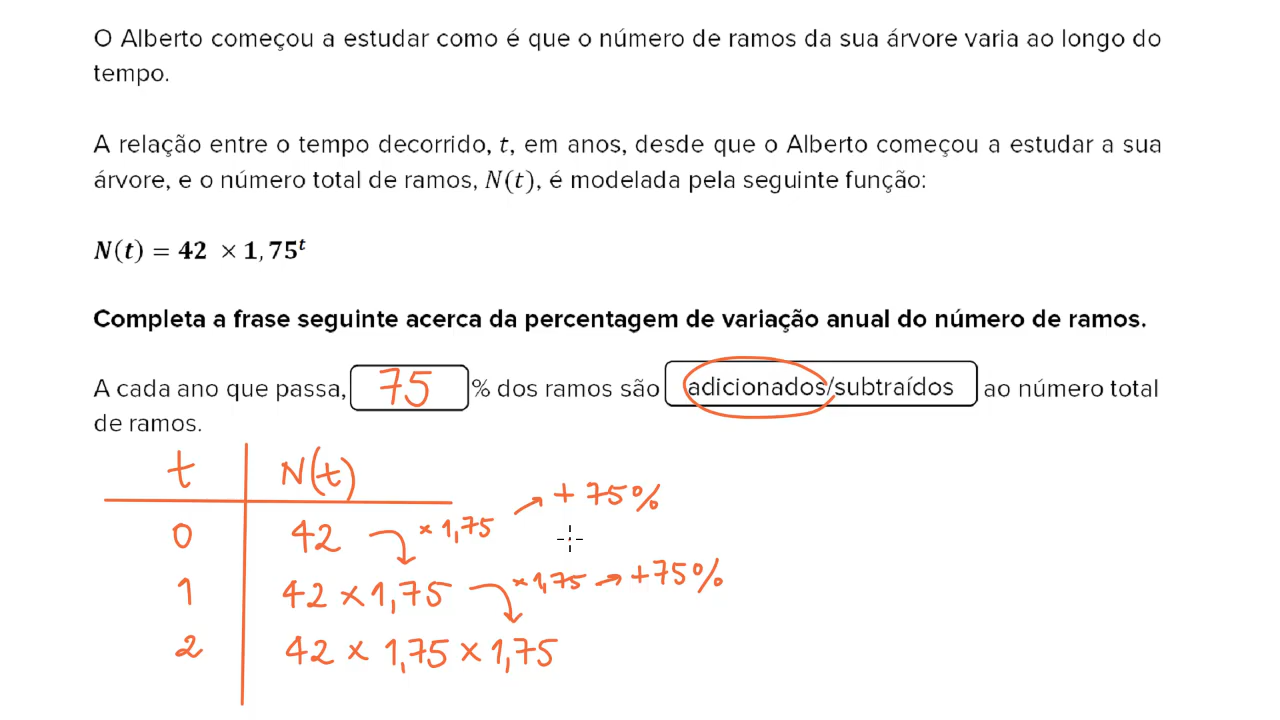 O Alberto começou a estudar como é que o número de ramos da sua árvore varia ao longo do
tempo.
A relação entre o tempo decorrido, t, em anos, desde que o Alberto começou a estudar a sua
árvore, e o número total de ramos, N(t), é modelada pela seguinte função:
N(t) = 42 × 1,75ᵗ
Completa a frase seguinte acerca da percentagem de variação anual do número de ramos.
A cada ano que passa, 75 % dos ramos são adicionados/subtraídos ao número total
de ramos.
t N(t)
+ 75%
0 42 × 1,75
1 42 × 1,75 × 1,75 → +75%
2 42 × 1,75 × 1,75